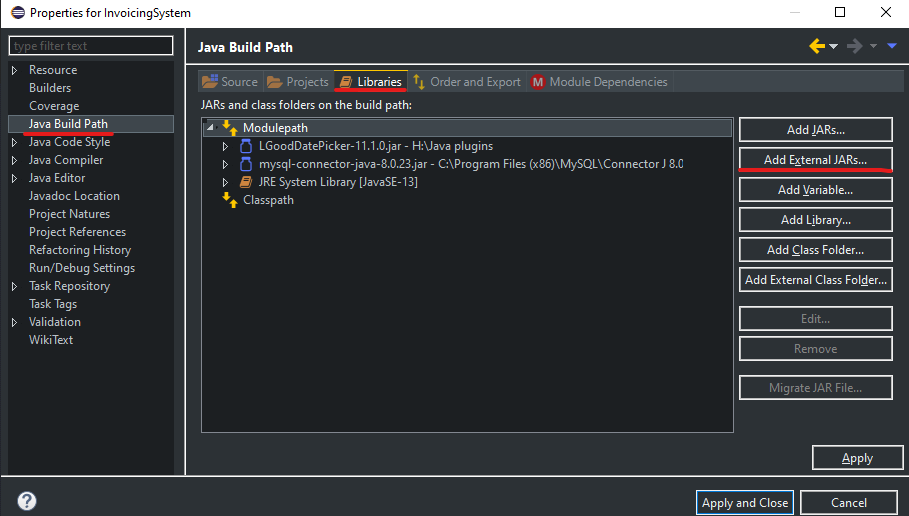 Properties for InvoicingSystem
type filter text
Resource
Builders
Coverage
Java Build Path
Java Code Style
Java Compiler
Java Editor
Javadoc Location
Project Natures
Project References
Refactoring History
Run/Debug Settings
Task Repository
Task Tags
Validation
WikiText
Java Build Path
Source Projects Libraries Order and Export M Module Dependencies
JARs and class folders on the build path:
Modulepath
LGoodDatePicker-11.1.0.jar - H:\Java plugins
mysql-connector-java-8.0.23.jar - C:\Program Files (x86)\MySQL\Connector J 8.0
JRE System Library [JavaSE-13]
Classpath
Add JARs...
Add External JARs...
Add Variable...
Add Library...
Add Class Folder...
Add External Class Folder...
Edit...
Remove
Migrate JAR File...
Apply
?
Apply and Close
Cancel